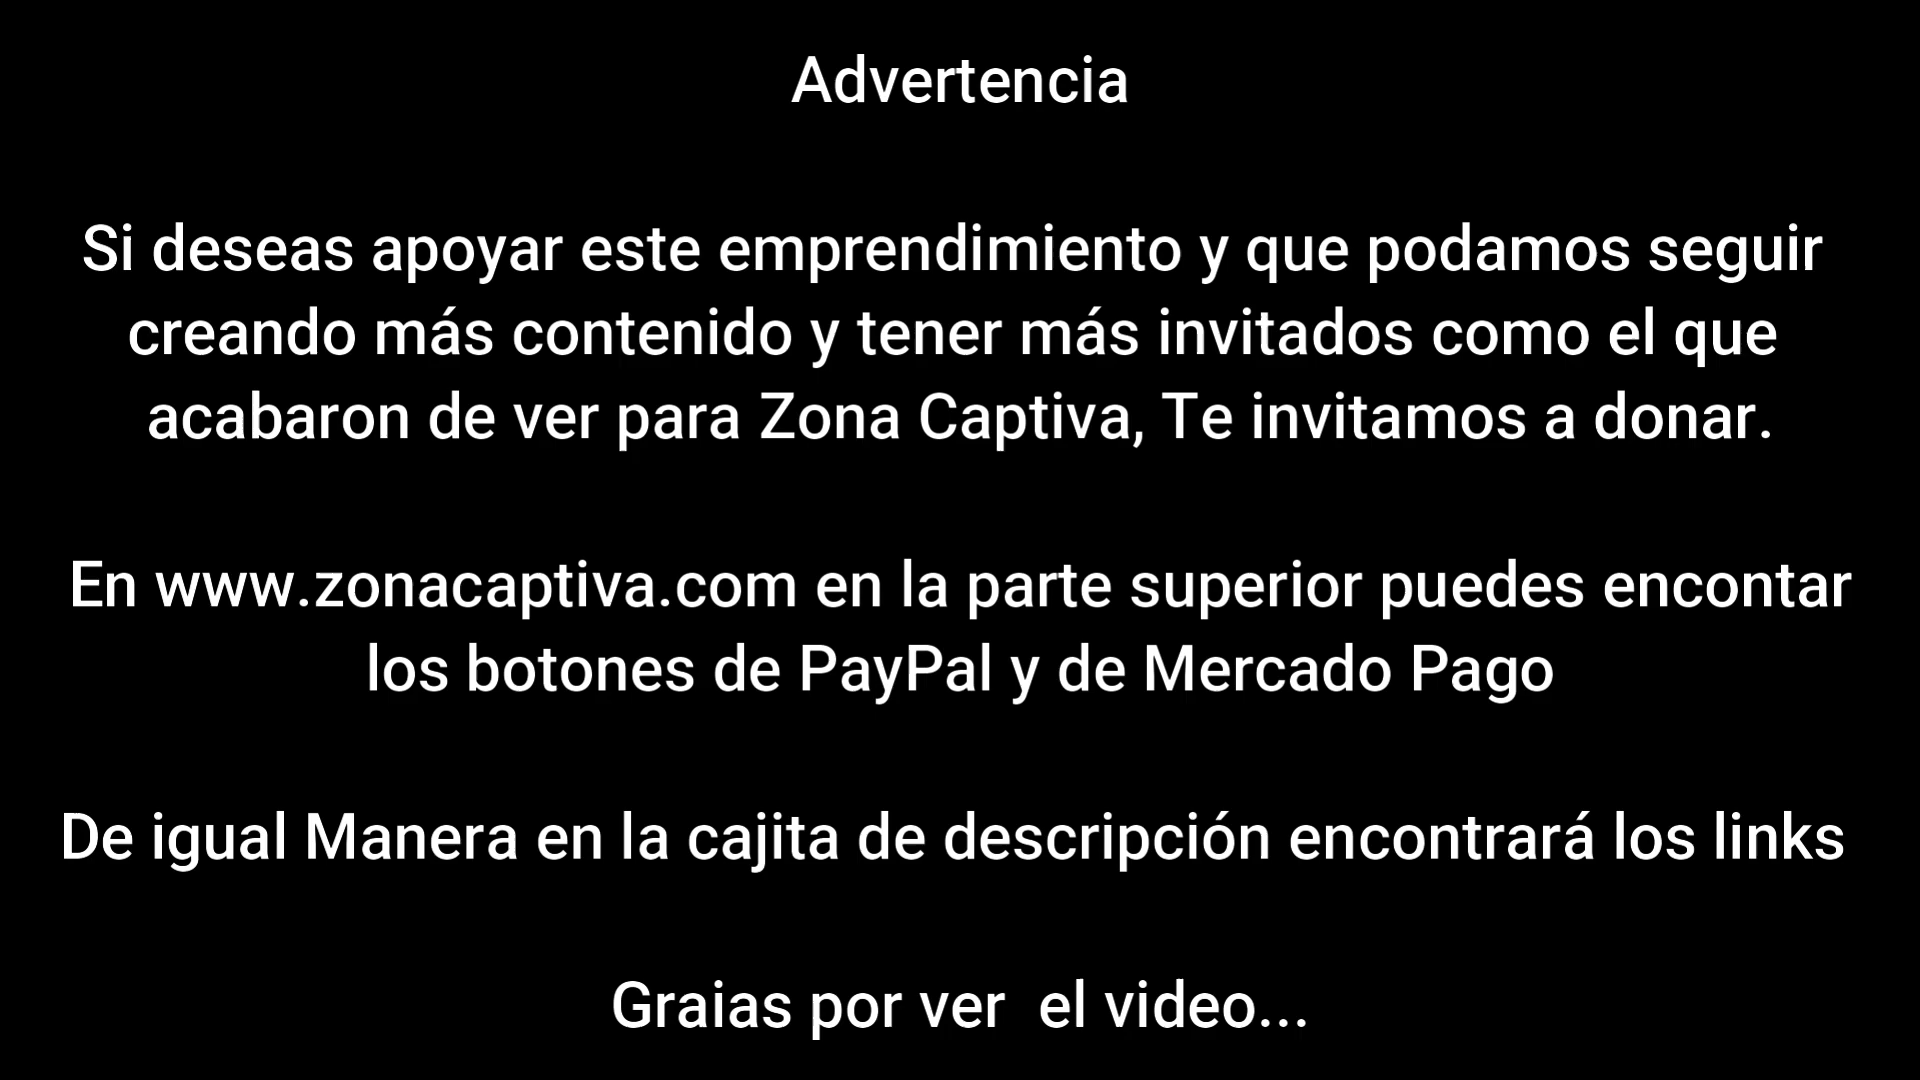 Advertencia
Si deseas apoyar este emprendimiento y que podamos seguir
creando más contenido y tener más invitados como el que
acabaron de ver para Zona Captiva, Te invitamos a donar.
En www.zonacaptiva.com en la parte superior puedes encontar
los botones de PayPal y de Mercado Pago
De igual Manera en la cajita de descripción encontrará los links
Graias por ver  el video...